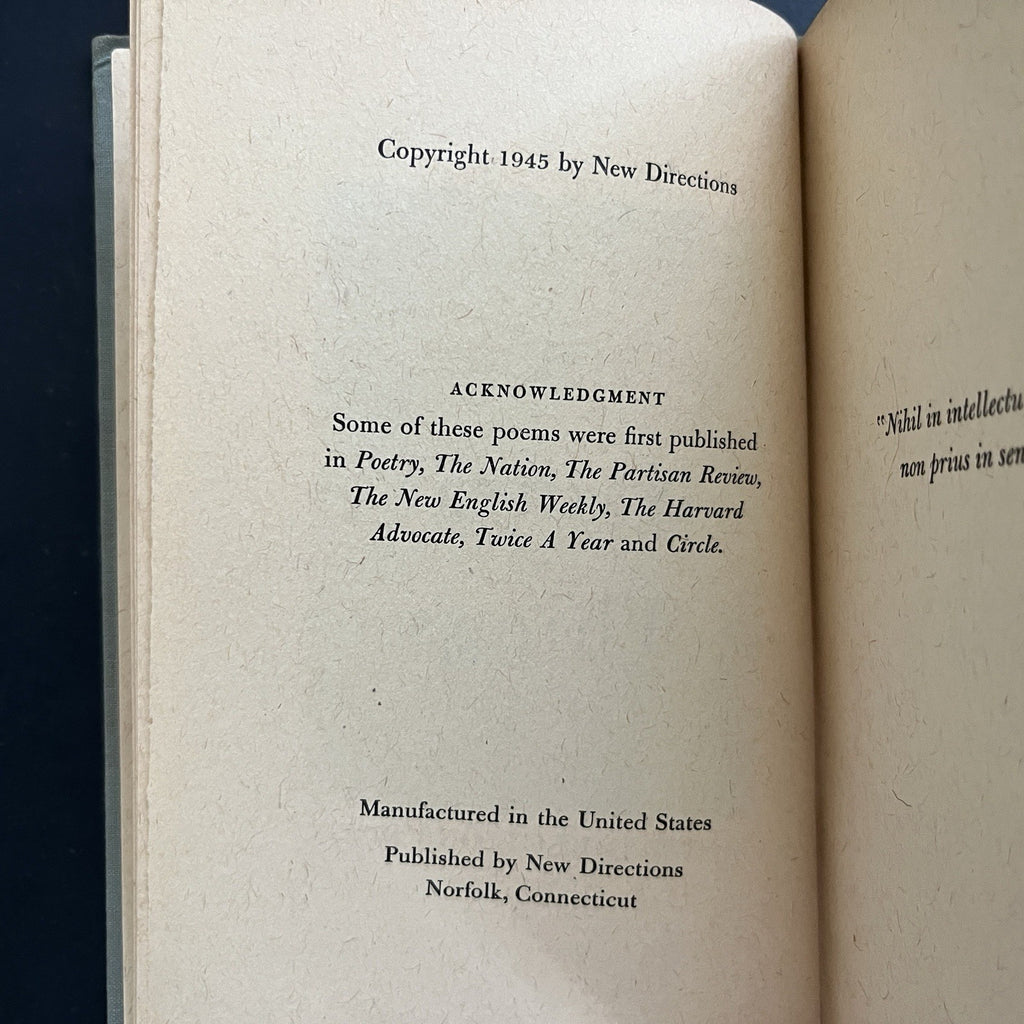 Copyright 1945 by New Directions
ACKNOWLEDGMENT
Some of these poems were first published
in Poetry, The Nation, The Partisan Review,
The New English Weekly, The Harvard
Advocate, Twice A Year and Circle.
Manufactured in the United States
Published by New Directions
Norfolk, Connecticut
"Nihil in intellectu
non prius in sen